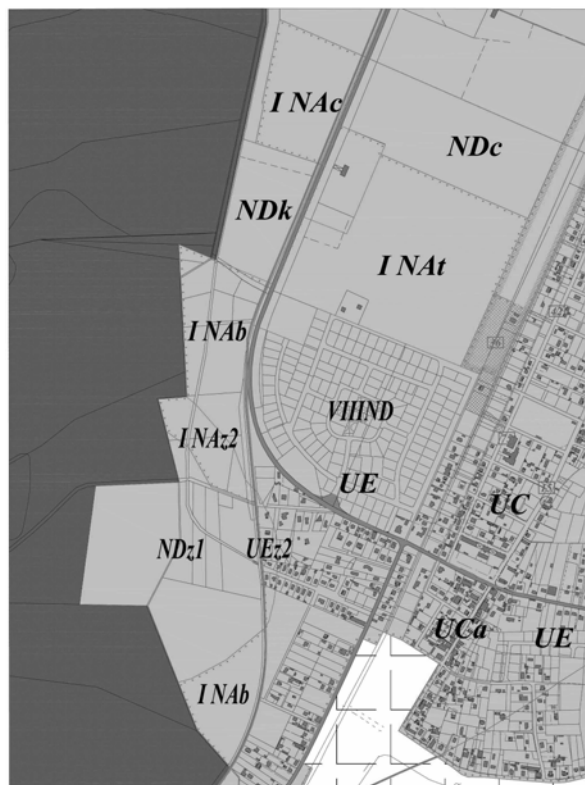 I NAc
NDc
NDk
I NAt
I NAb
VIIIND
I NAz2
UE
UC
NDz1
UEz2
UCa
UE
I NAb